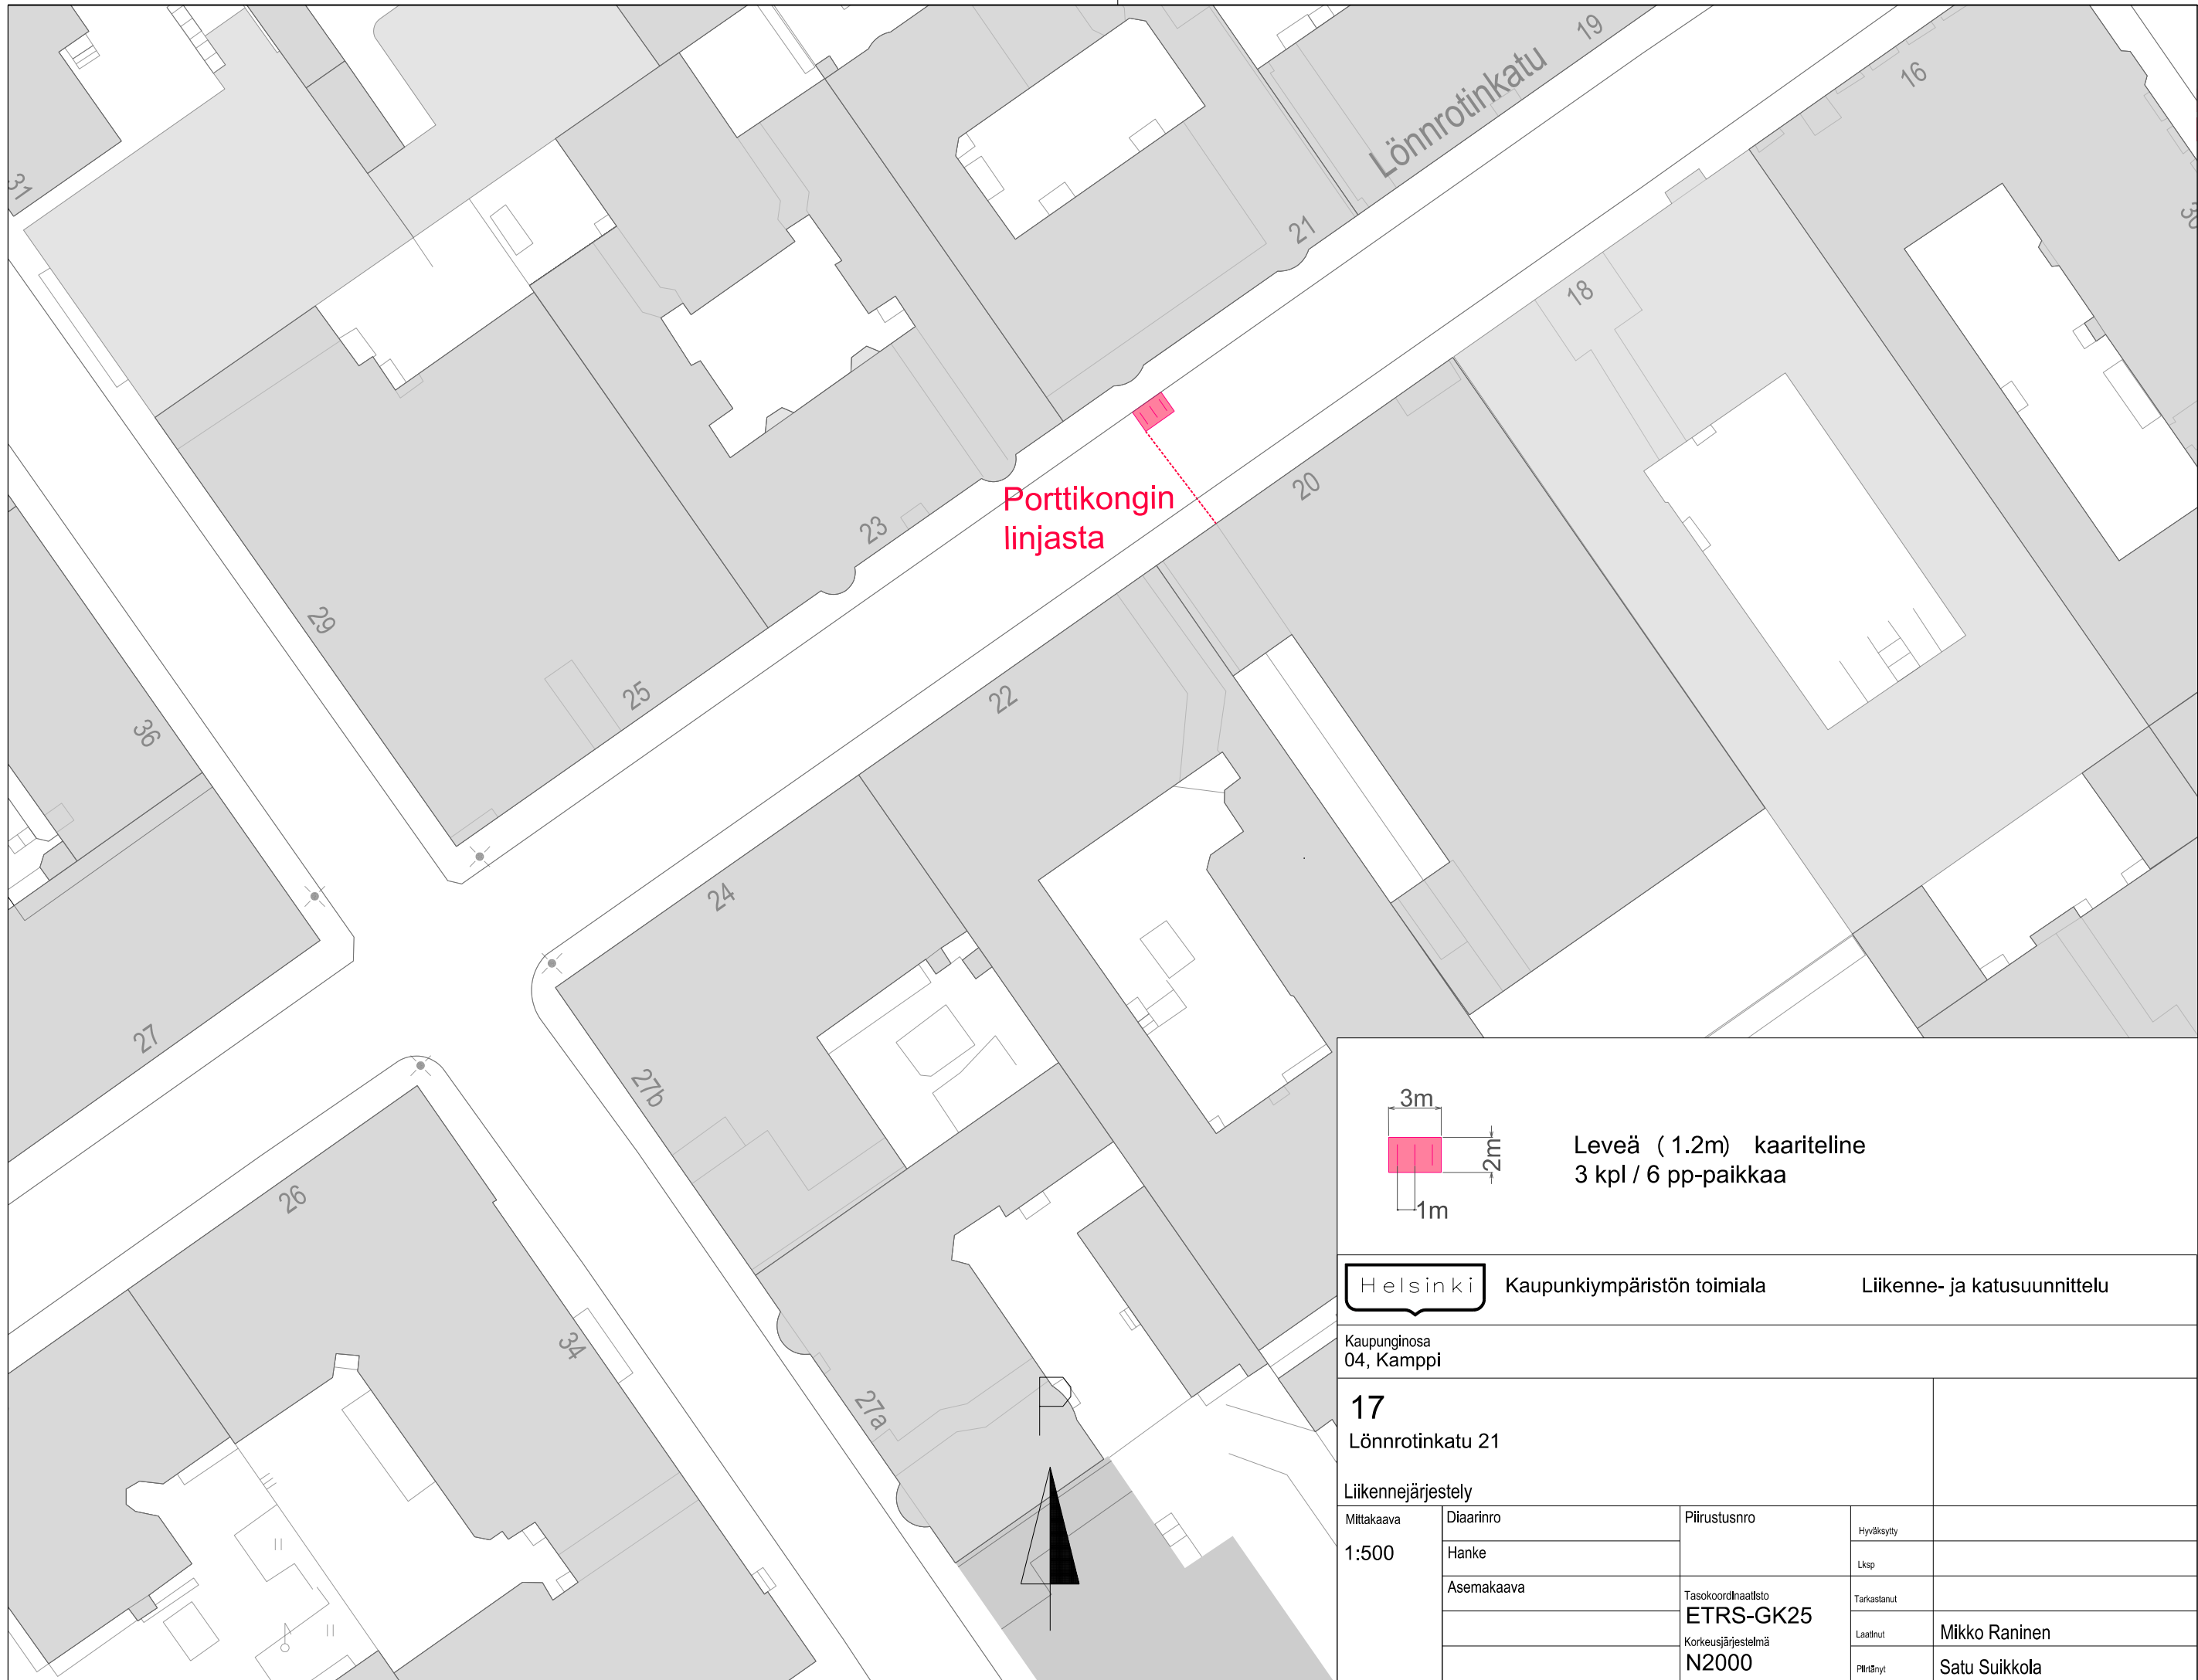 Lönnrotinkatu
19
16
31
30
21
18
20
Porttikongin
linjasta
23
29
25
22
36
24
27
27b
26
34
27a
P
3m
2m
1m
Leveä (1.2m) kaariteline
3 kpl / 6 pp-paikkaa
Helsinki
Kaupunkiympäristön toimiala
Liikenne- ja katusuunnittelu
Kaupunginosa
04, Kamppi
17
Lönnrotinkatu 21
Liikennejärjestely
Mittakaava
1:500
Diaarinro
Hanke
Asemakaava
Piirustusnro
Tasokoordinaatisto
ETRS-GK25
Korkeusjärjestelmä
N2000
Hyväksytty
Lksp
Tarkastanut
Laatinut
Mikko Raninen
Piirtänyt
Satu Suikkola